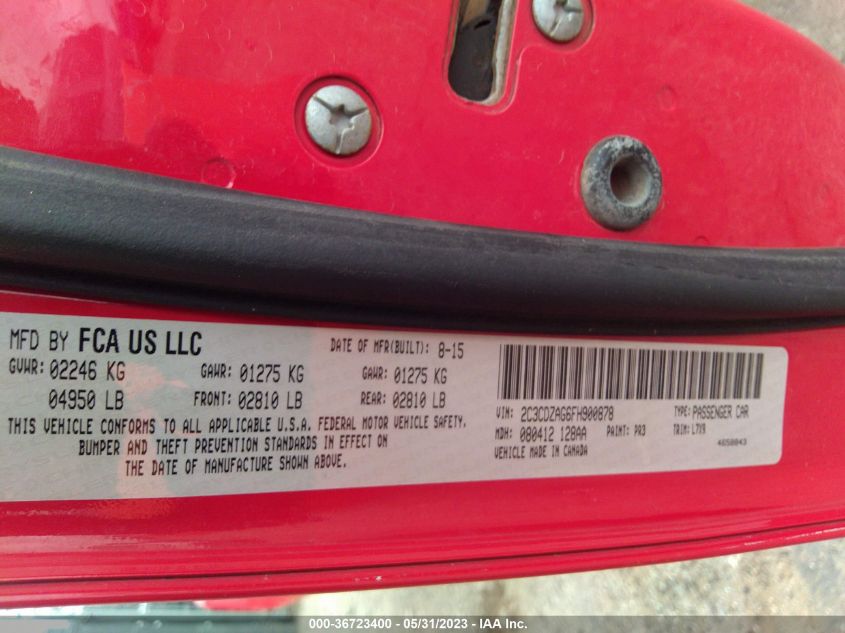 MFD BY FCA US LLC
DATE OF MFR(BUILT): 8-15
GVWR: 02246 KG GAWR: 01275 KG GAWR: 01275 KG
04950 LB FRONT: 02810 LB REAR: 02810 LB
THIS VEHICLE CONFORMS TO ALL APPLICABLE U.S.A. FEDERAL MOTOR VEHICLE SAFETY,
BUMPER AND THEFT PREVENTION STANDARDS IN EFFECT ON
THE DATE OF MANUFACTURE SHOWN ABOVE.
VIN: 2C3CDZAG6FH900878 TYPE: PASSENGER CAR
MDH: 080412 128AA PAINT: PR3 TRIM: L7X9
VEHICLE MADE IN CANADA 4658043
000-36723400 - 05/31/2023 - IAA Inc.